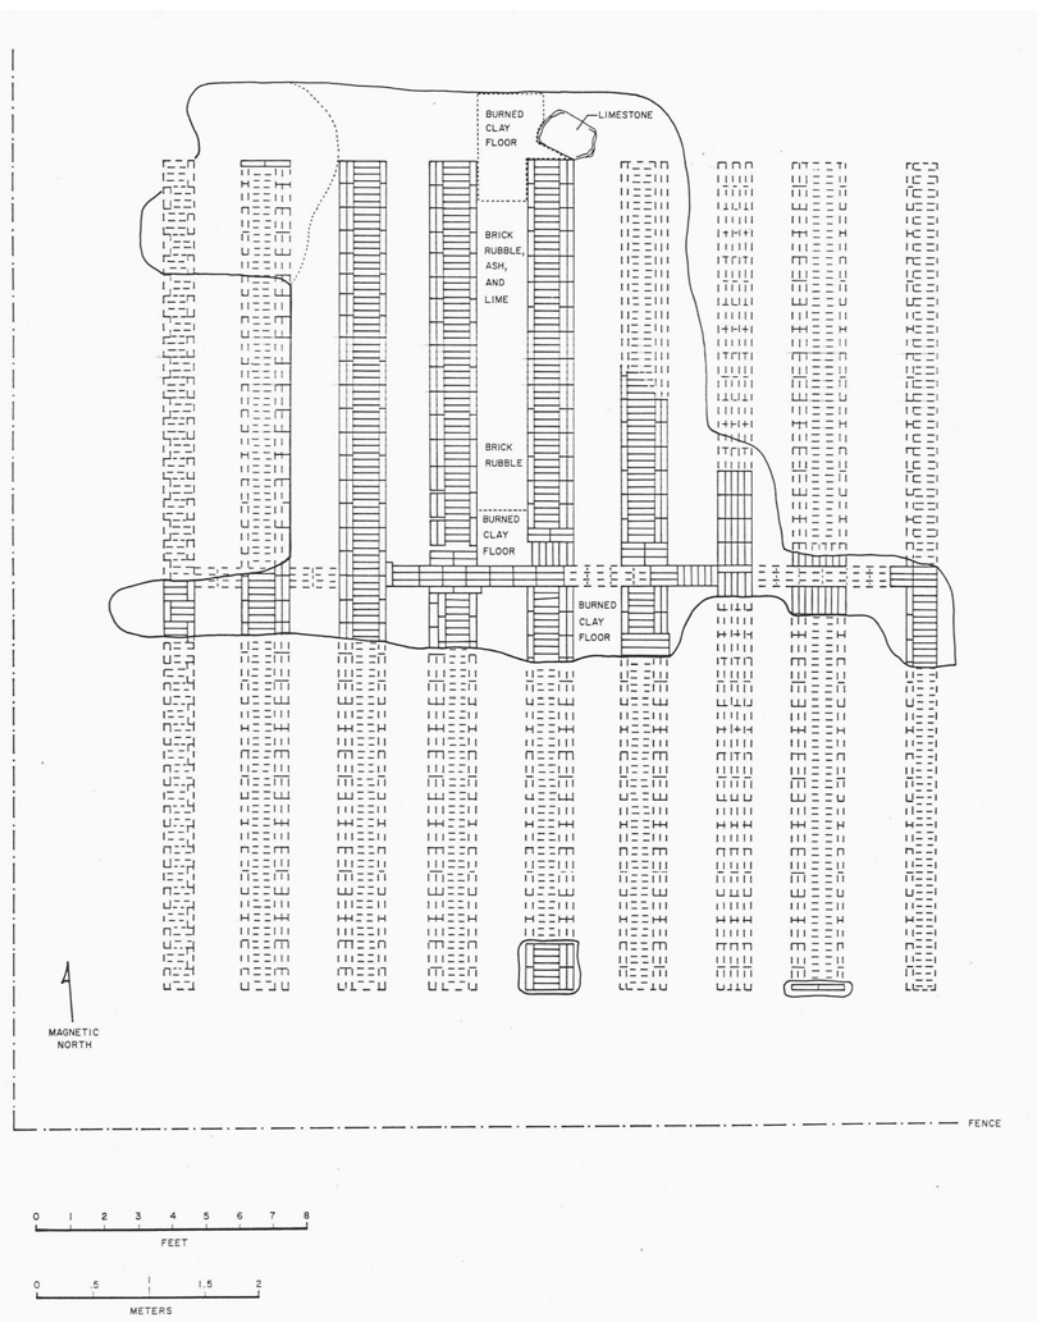 BURNED
CLAY
FLOOR
LIMESTONE
BRICK
RUBBLE,
ASH,
AND
LIME
BRICK
RUBBLE
BURNED
CLAY
FLOOR
BURNED
CLAY
FLOOR
MAGNETIC
NORTH
FENCE
0 1 2 3 4 5 6 7 8
FEET
0 .5 1 1.5 2
METERS